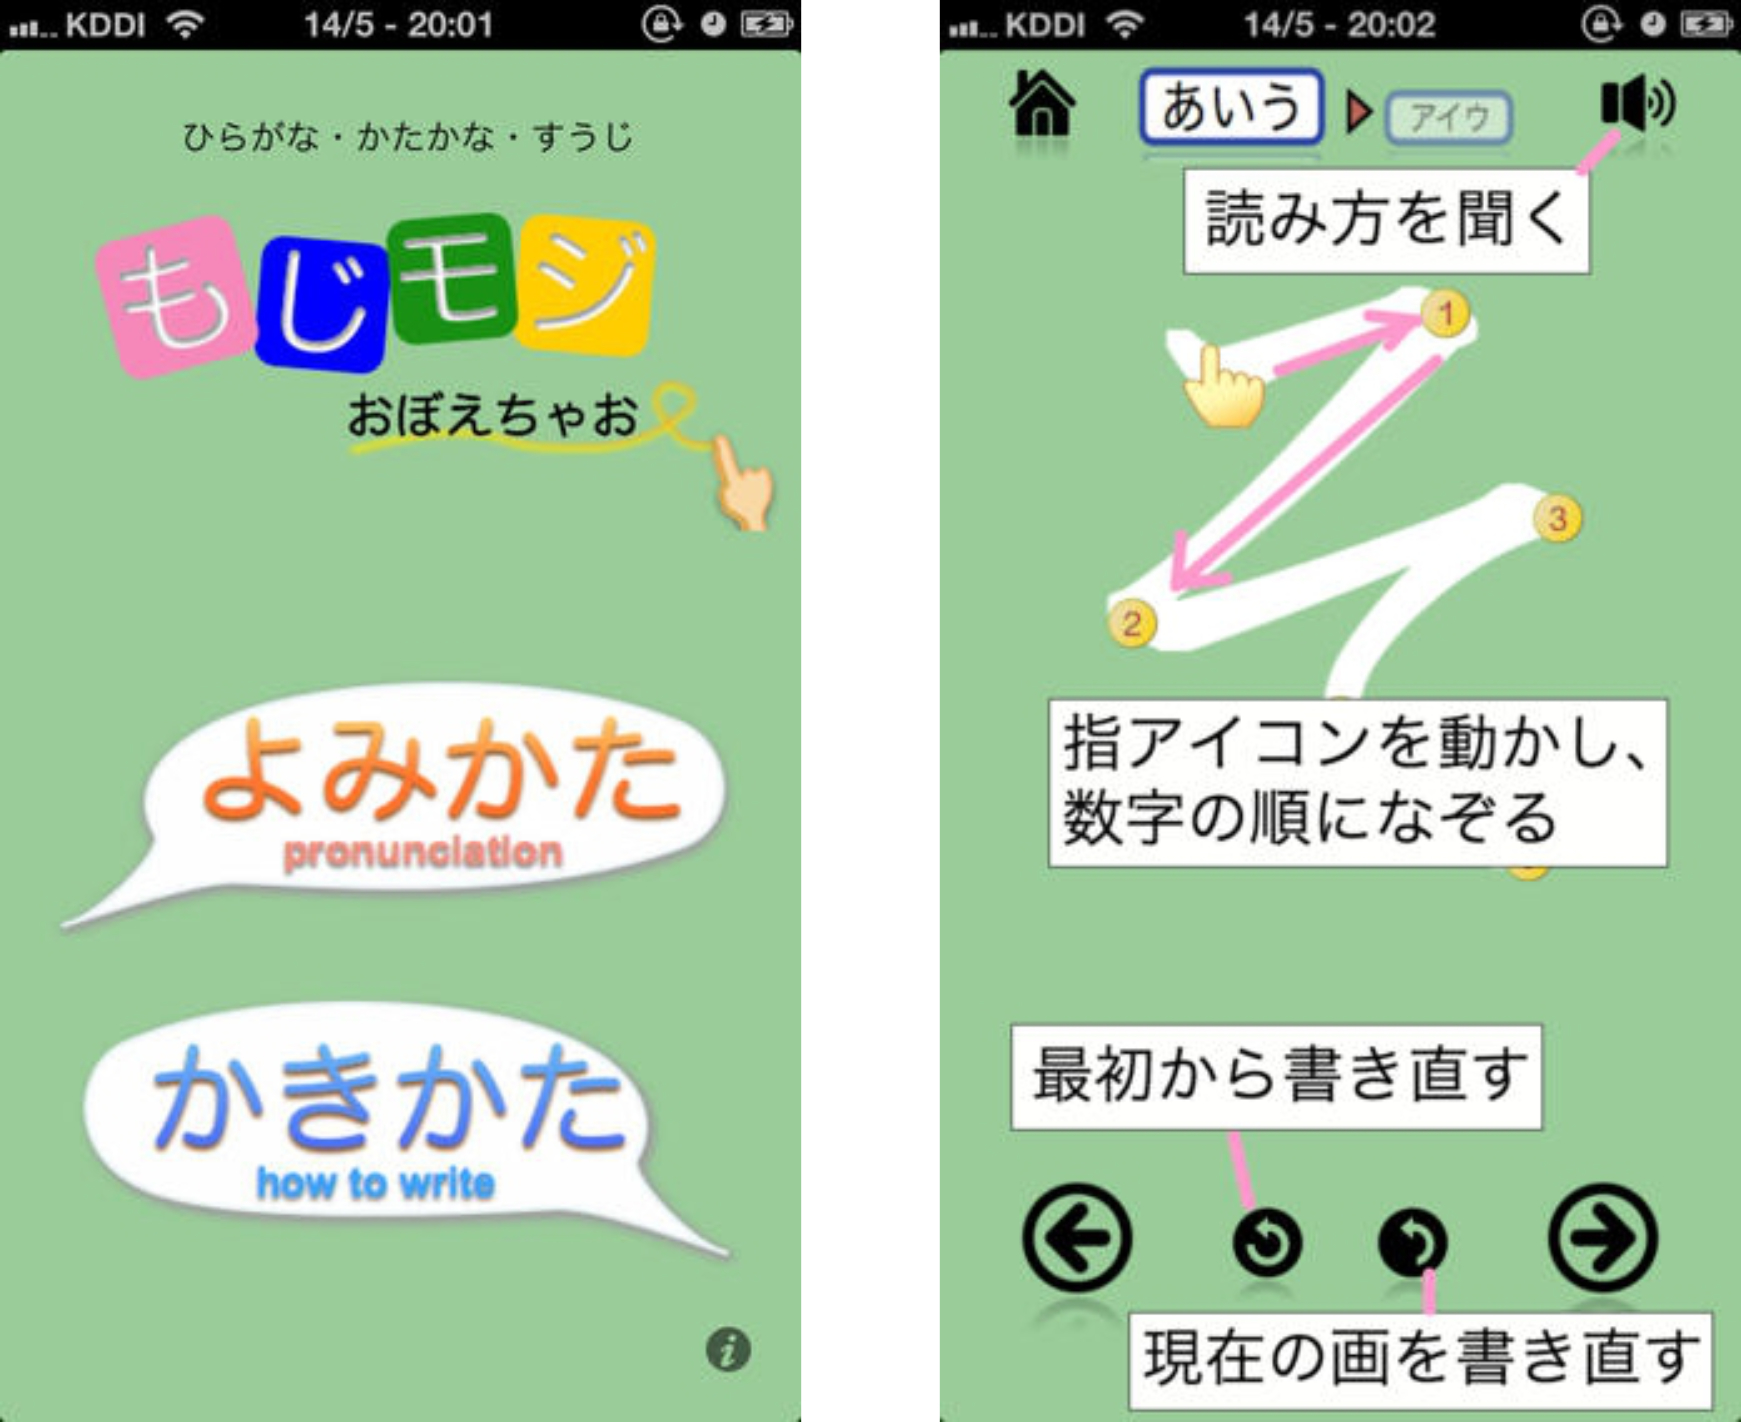 KDDI 14/5 - 20:01
ひらがな・かたかな・すうじ
もじモジ
おぼえちゃお
よみかた
pronunciation
かきかた
how to write
i
KDDI 14/5 - 20:02
あいう アイウ
読み方を聞く
1
3
2
指アイコンを動かし、
数字の順になぞる
最初から書き直す
現在の画を書き直す